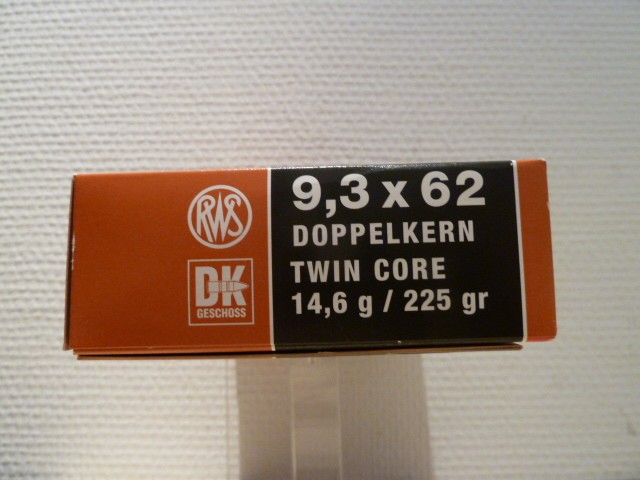 RWS
DK
GESCHOSS
9,3 x 62
DOPPELKERN
TWIN CORE
14,6 g / 225 gr